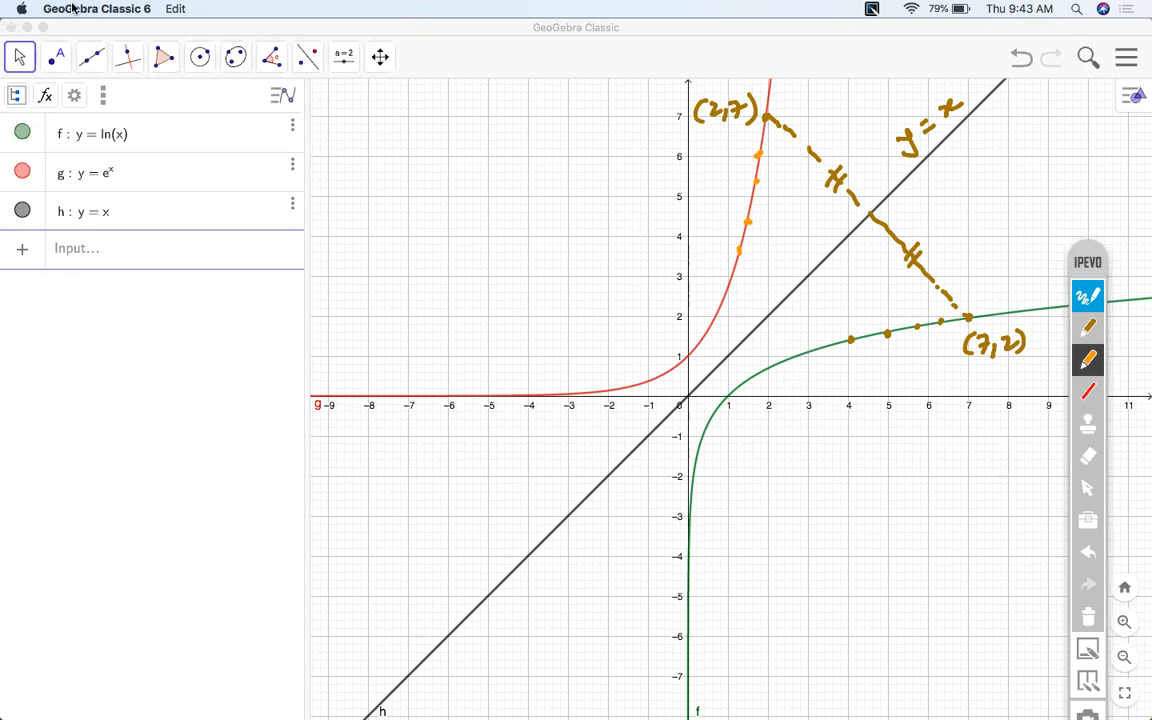 GeoGebra Classic 6 Edit 79% Thu 9:43 AM
GeoGebra Classic
A a=2
fx
f : y = ln(x)
g : y = eˣ
h : y = x
+ Input...
(2,7)
y = x
(7,2)
IPEVO
7
6
5
4
3
2
1
g -9 -8 -7 -6 -5 -4 -3 -2 -1 0 1 2 3 4 5 6 7 8 9 11
-1
-2
-3
-4
-5
-6
-7
h f